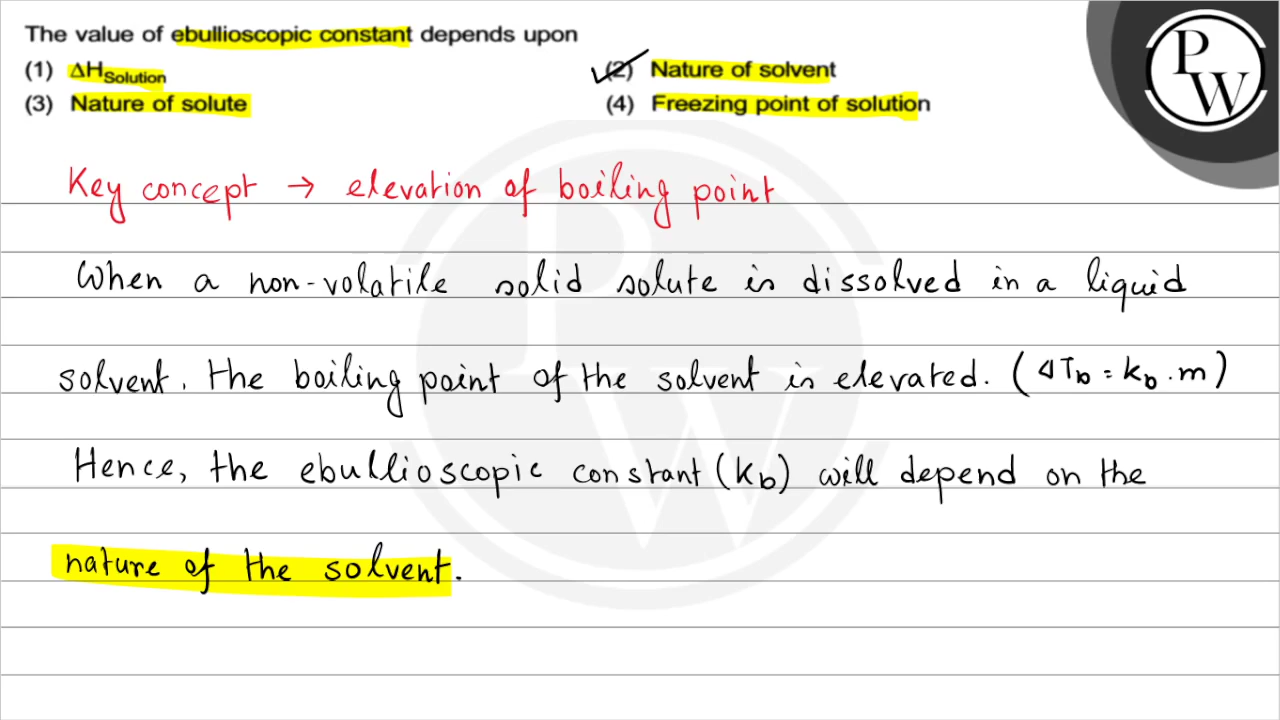 The value of ebullioscopic constant depends upon
(1) ΔHSolution (2) Nature of solvent
(3) Nature of solute (4) Freezing point of solution
PW
Key concept → elevation of boiling point
When a non-volatile solid solute is dissolved in a liquid
solvent, the boiling point of the solvent is elevated. (ΔTb = kb . m)
Hence, the ebullioscopic constant (kb) will depend on the
nature of the solvent.